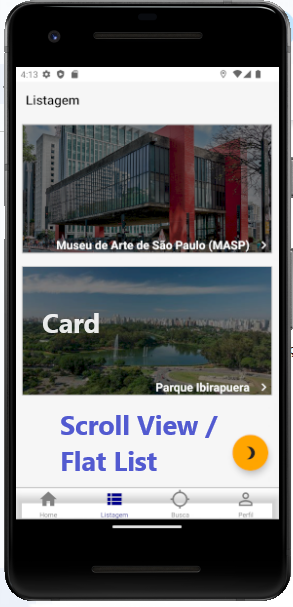 4:13
Listagem
Museu de Arte de São Paulo (MASP)
Card
Parque Ibirapuera
Scroll View /
Flat List
Home
Listagem
Busca
Perfil